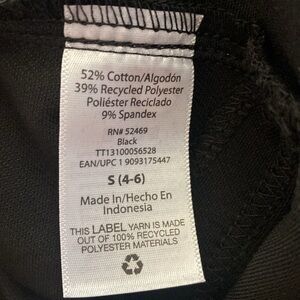 52% Cotton/Algodón
39% Recycled Polyester
Poliéster Reciclado
9% Spandex
RN# 52469
Black
TT13100056528
EAN/UPC 1 9093175447
S (4-6)
Made In/Hecho En
Indonesia
THIS LABEL YARN IS MADE
OUT OF 100% RECYCLED
POLYESTER MATERIALS